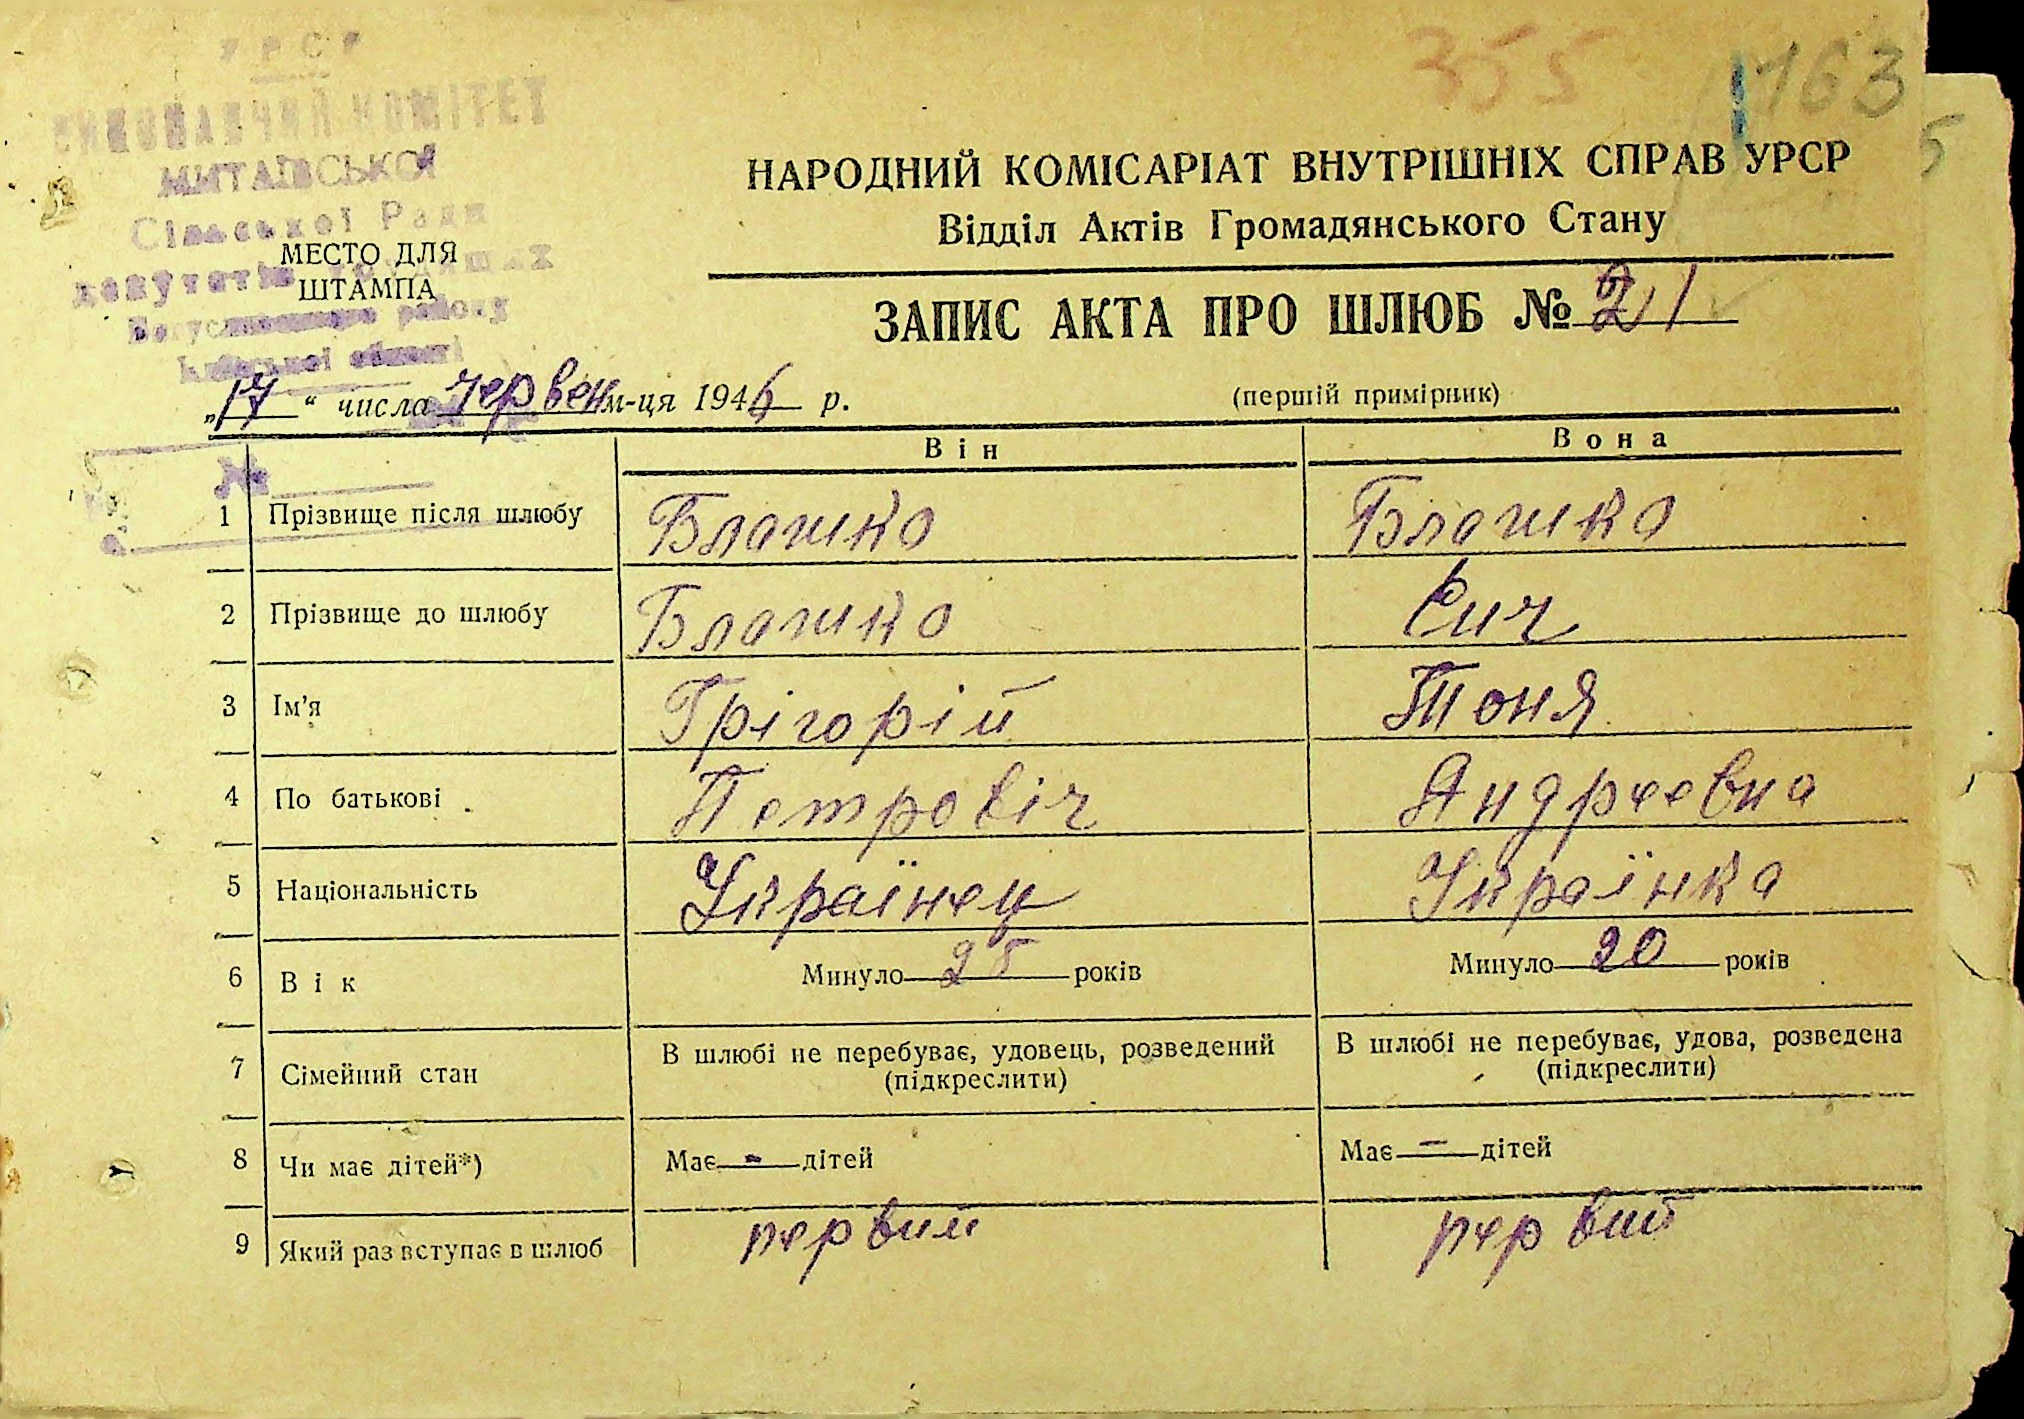 УРСР
ВИКОНАВЧИЙ КОМІТЕТ
МИТАЇВСЬКОЇ
Сільської Ради
депутатів трудящих
Богуславського району
Київської області
МЕСТО ДЛЯ
ШТАМПА
355
163
5
НАРОДНИЙ КОМІСАРІАТ ВНУТРІШНІХ СПРАВ УРСР
Відділ Актів Громадянського Стану
ЗАПИС АКТА ПРО ШЛЮБ № 21
„17“ числа червен м-ця 1946 р.
(перший примірник)
№
Він Вона
1 Прізвище після шлюбу Блашко Блашко
2 Прізвище до шлюбу Блашко Сич
3 Ім'я Грігорій Тоня
4 По батькові Петровіч Андреевна
5 Національність Українец Українка
6 Вік Минуло 25 років Минуло 20 років
7 Сімейний стан В шлюбі не перебуває, удовець, розведений (підкреслити) В шлюбі не перебуває, удова, розведена (підкреслити)
8 Чи має дітей*) Має - дітей Має - дітей
9 Який раз вступає в шлюб первий первий